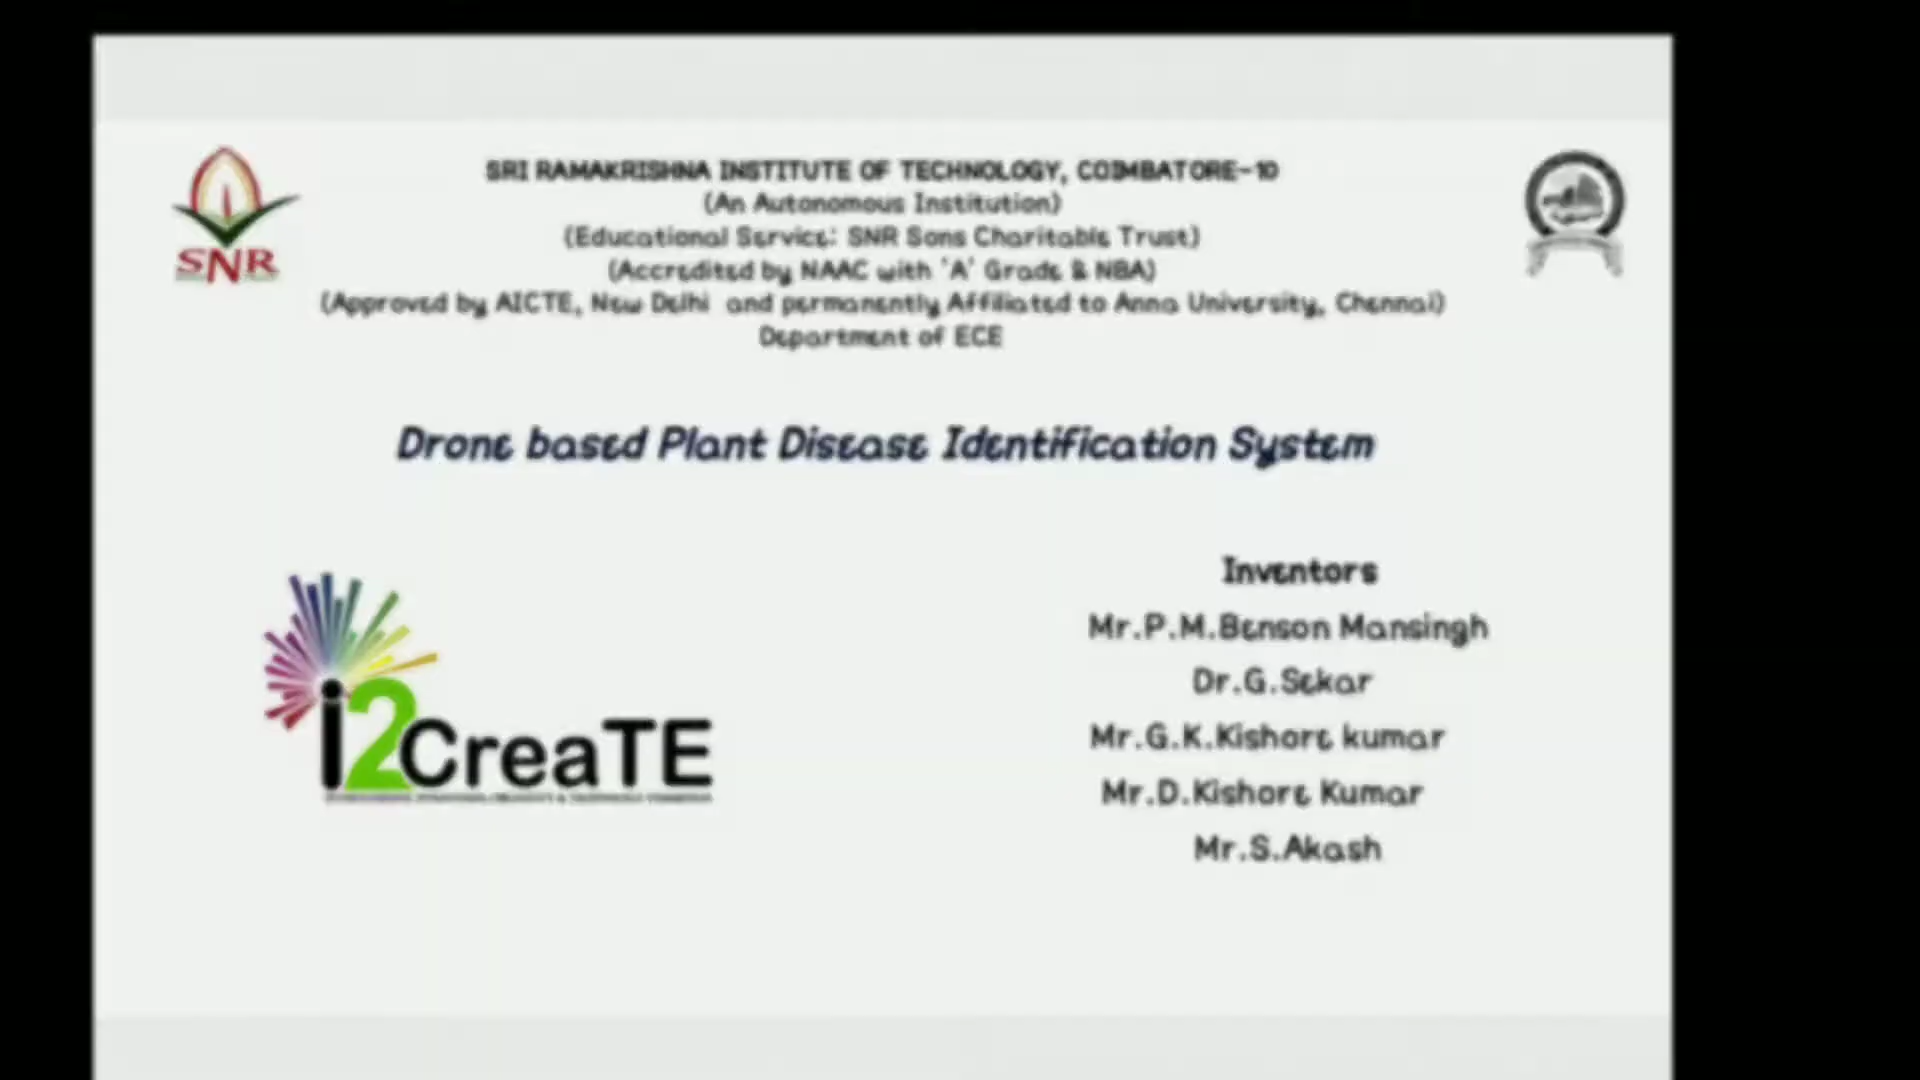 SRI RAMAKRISHNA INSTITUTE OF TECHNOLOGY, COIMBATORE-10
(An Autonomous Institution)
(Educational Service: SNR Sons Charitable Trust)
(Accredited by NAAC with 'A' Grade & NBA)
(Approved by AICTE, New Delhi and permanently Affiliated to Anna University, Chennai)
Department of ECE
SNR
Drone based Plant Disease Identification System
i2CreaTE
Inventors
Mr.P.M.Benson Mansingh
Dr.G.Sekar
Mr.G.K.Kishore kumar
Mr.D.Kishore Kumar
Mr.S.Akash